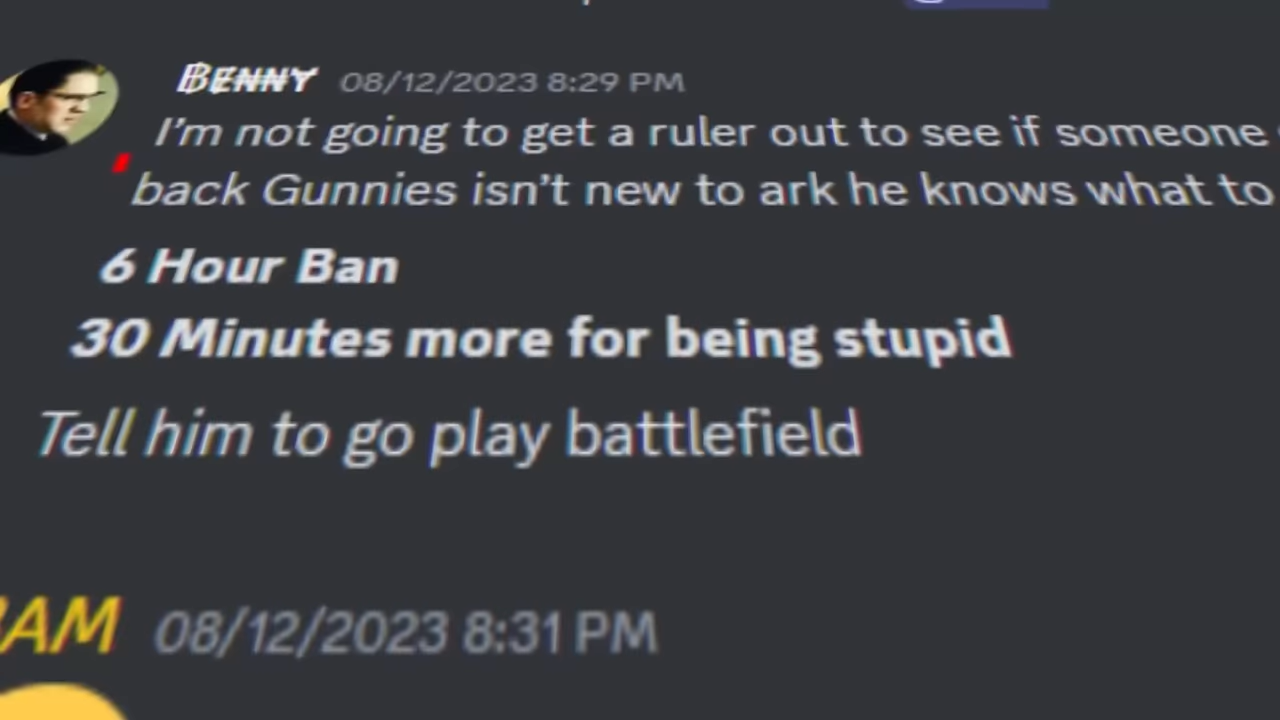 BENNY 08/12/2023 8:29 PM
I'm not going to get a ruler out to see if someone
back Gunnies isn't new to ark he knows what to
6 Hour Ban
30 Minutes more for being stupid
Tell him to go play battlefield
BAM 08/12/2023 8:31 PM